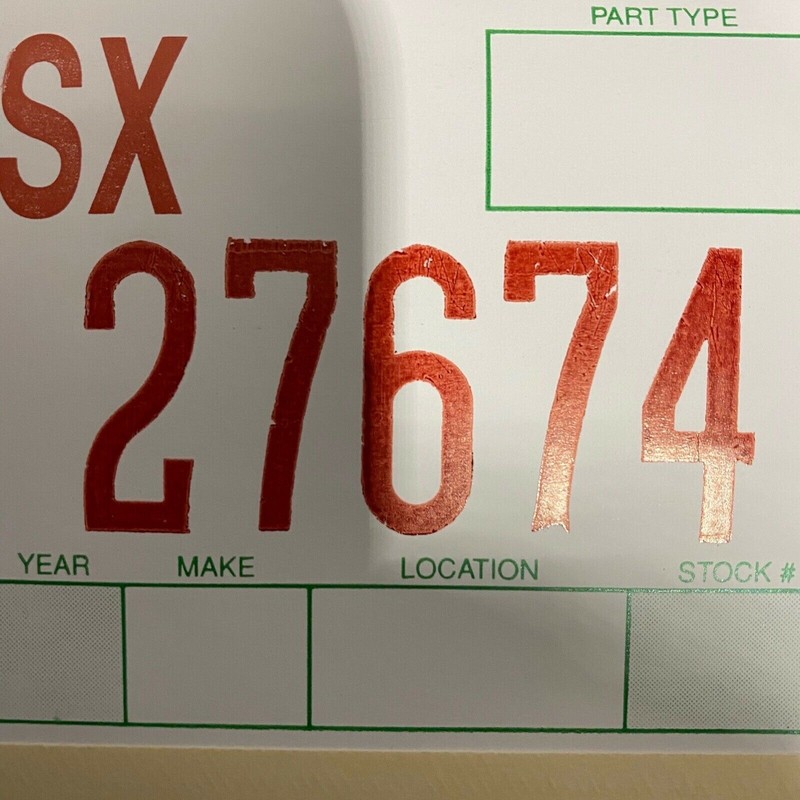 PART TYPE
SX
27674
YEAR MAKE LOCATION STOCK #